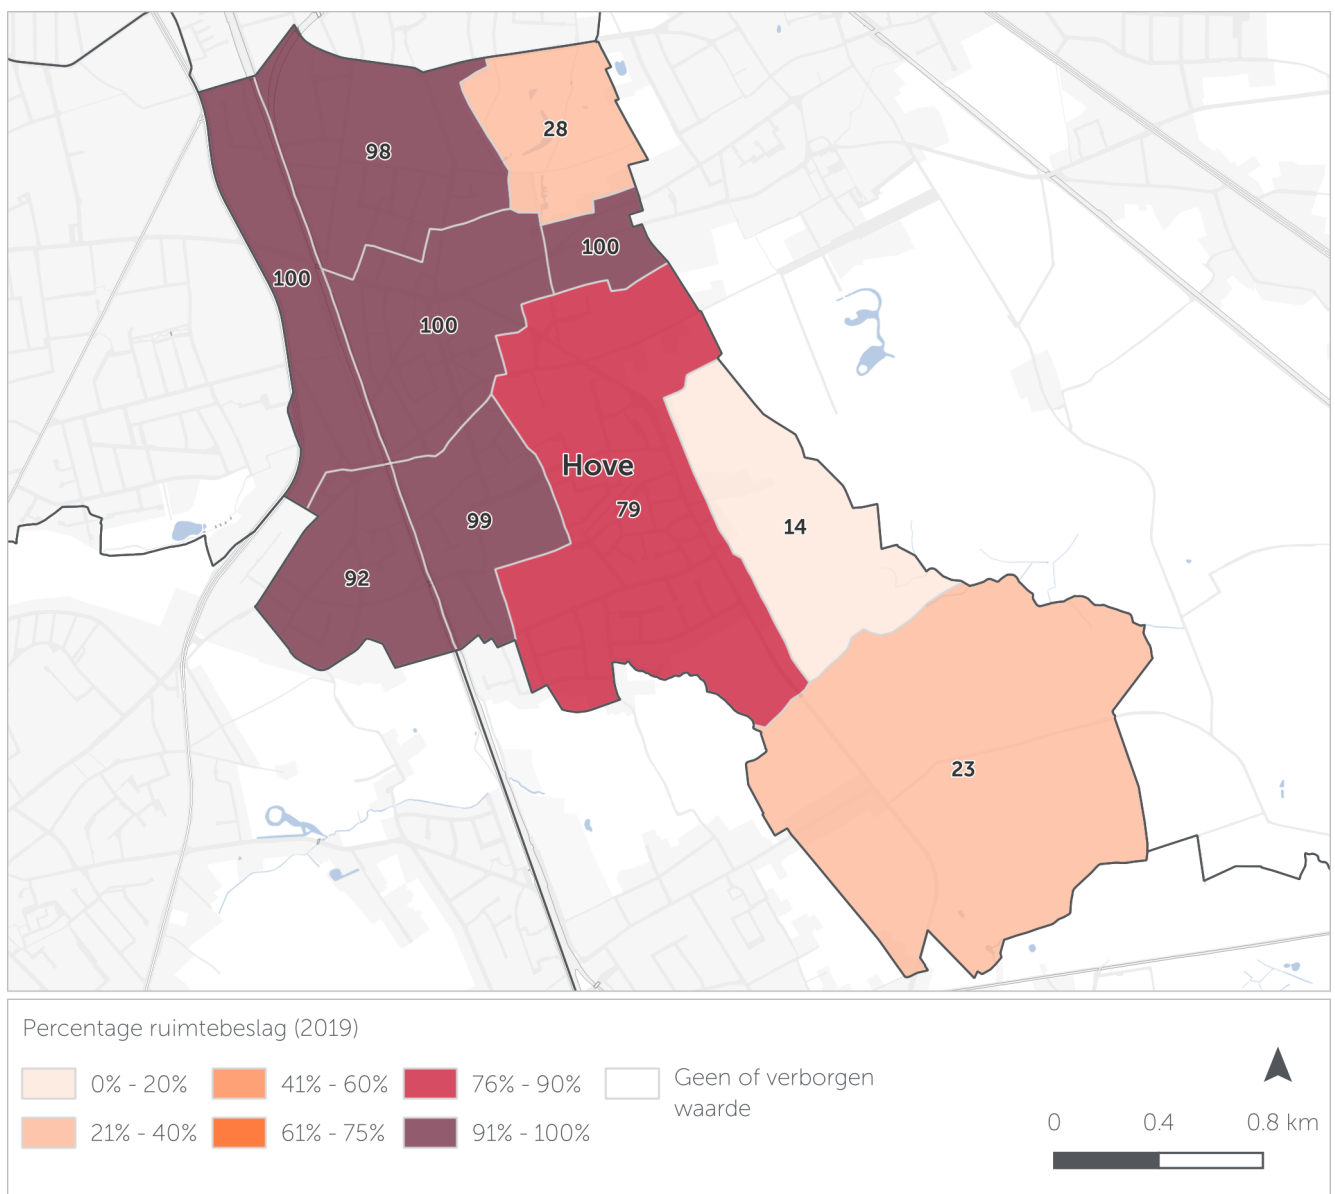 98
28
100
100
100
Hove
79
99
14
92
23
Percentage ruimtebeslag (2019)
0% - 20%
41% - 60%
76% - 90%
Geen of verborgen
waarde
21% - 40%
61% - 75%
91% - 100%
0
0.4
0.8 km